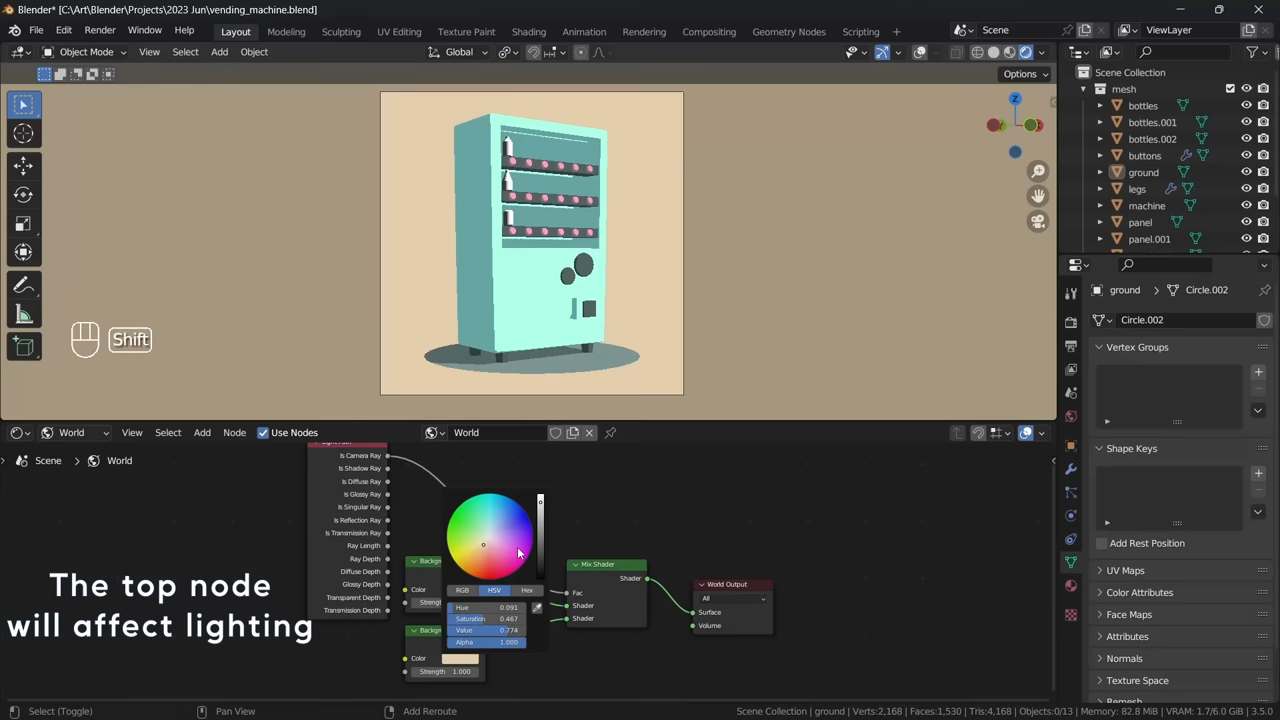 Blender* [C:\Art\Blender\Projects\2023 Jun\vending_machine.blend]
File Edit Render Window Help Layout Modeling Sculpting UV Editing Texture Paint Shading Animation Rendering Compositing Geometry Nodes Scripting + Scene ViewLayer
Object Mode View Select Add Object Global
Options
Scene Collection
mesh
bottles
bottles.001
bottles.002
buttons
ground
legs
machine
panel
panel.001
Shift
ground > Circle.002
Circle.002
Vertex Groups
Shape Keys
Rest Position
Add Rest Position
UV Maps
Color Attributes
Face Maps
Attributes
Normals
Texture Space
Remesh
World View Select Add Node Use Nodes World
Scene > World
Is Camera Ray
Is Shadow Ray
Is Diffuse Ray
Is Glossy Ray
Is Singular Ray
Is Reflection Ray
Is Transmission Ray
Ray Length
Ray Depth
Diffuse Depth
Glossy Depth
Transparent Depth
Transmission Depth
Backgr
Color
Strength
RGB HSV Hex
Hue 0.091
Saturation 0.467
Value 0.774
Alpha 1.000
Backgr
Color
Strength 1.000
Mix Shader
Shader
Fac
Shader
Shader
World Output
All
Surface
Volume
The top node
will affect lighting
Select (Toggle) Pan View Add Reroute Scene Collection | ground | Verts:2,168 | Faces:1,530 | Tris:4,168 | Objects:0/13 | Memory: 82.8 MiB | VRAM: 1.7/6.0 GiB | 3.5.0